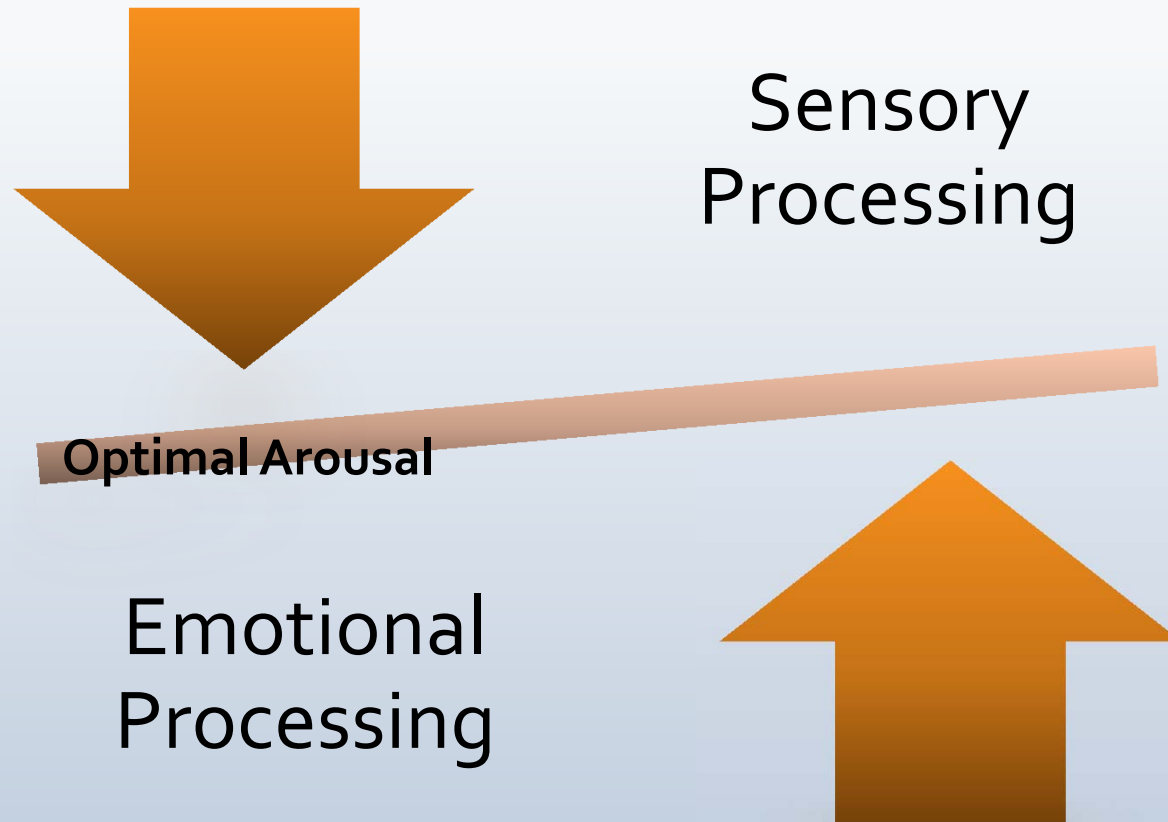 Sensory
Processing
Optimal Arousal
Emotional
Processing